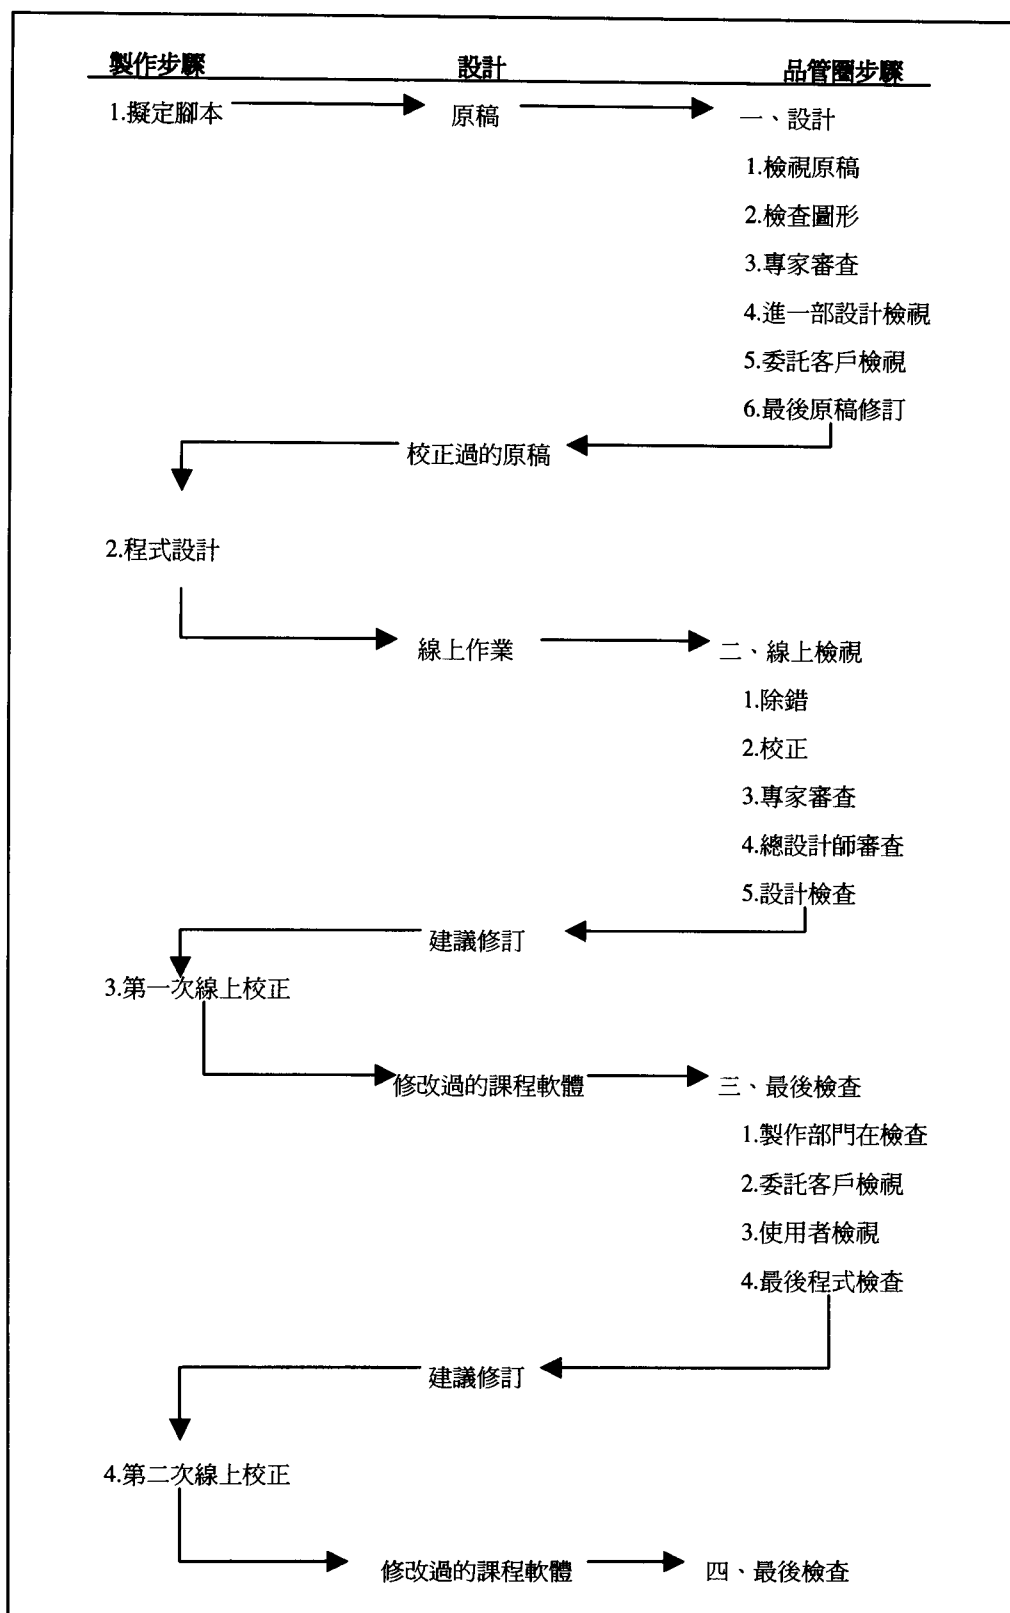 製作步驟 設計 品管圈步驟
1.擬定腳本 原稿 一、設計
1.檢視原稿
2.檢查圖形
3.專家審查
4.進一部設計檢視
5.委託客戶檢視
6.最後原稿修訂
校正過的原稿
2.程式設計
線上作業 二、線上檢視
1.除錯
2.校正
3.專家審查
4.總設計師審查
5.設計檢查
建議修訂
3.第一次線上校正
修改過的課程軟體 三、最後檢查
1.製作部門在檢查
2.委託客戶檢視
3.使用者檢視
4.最後程式檢查
建議修訂
4.第二次線上校正
修改過的課程軟體 四、最後檢查